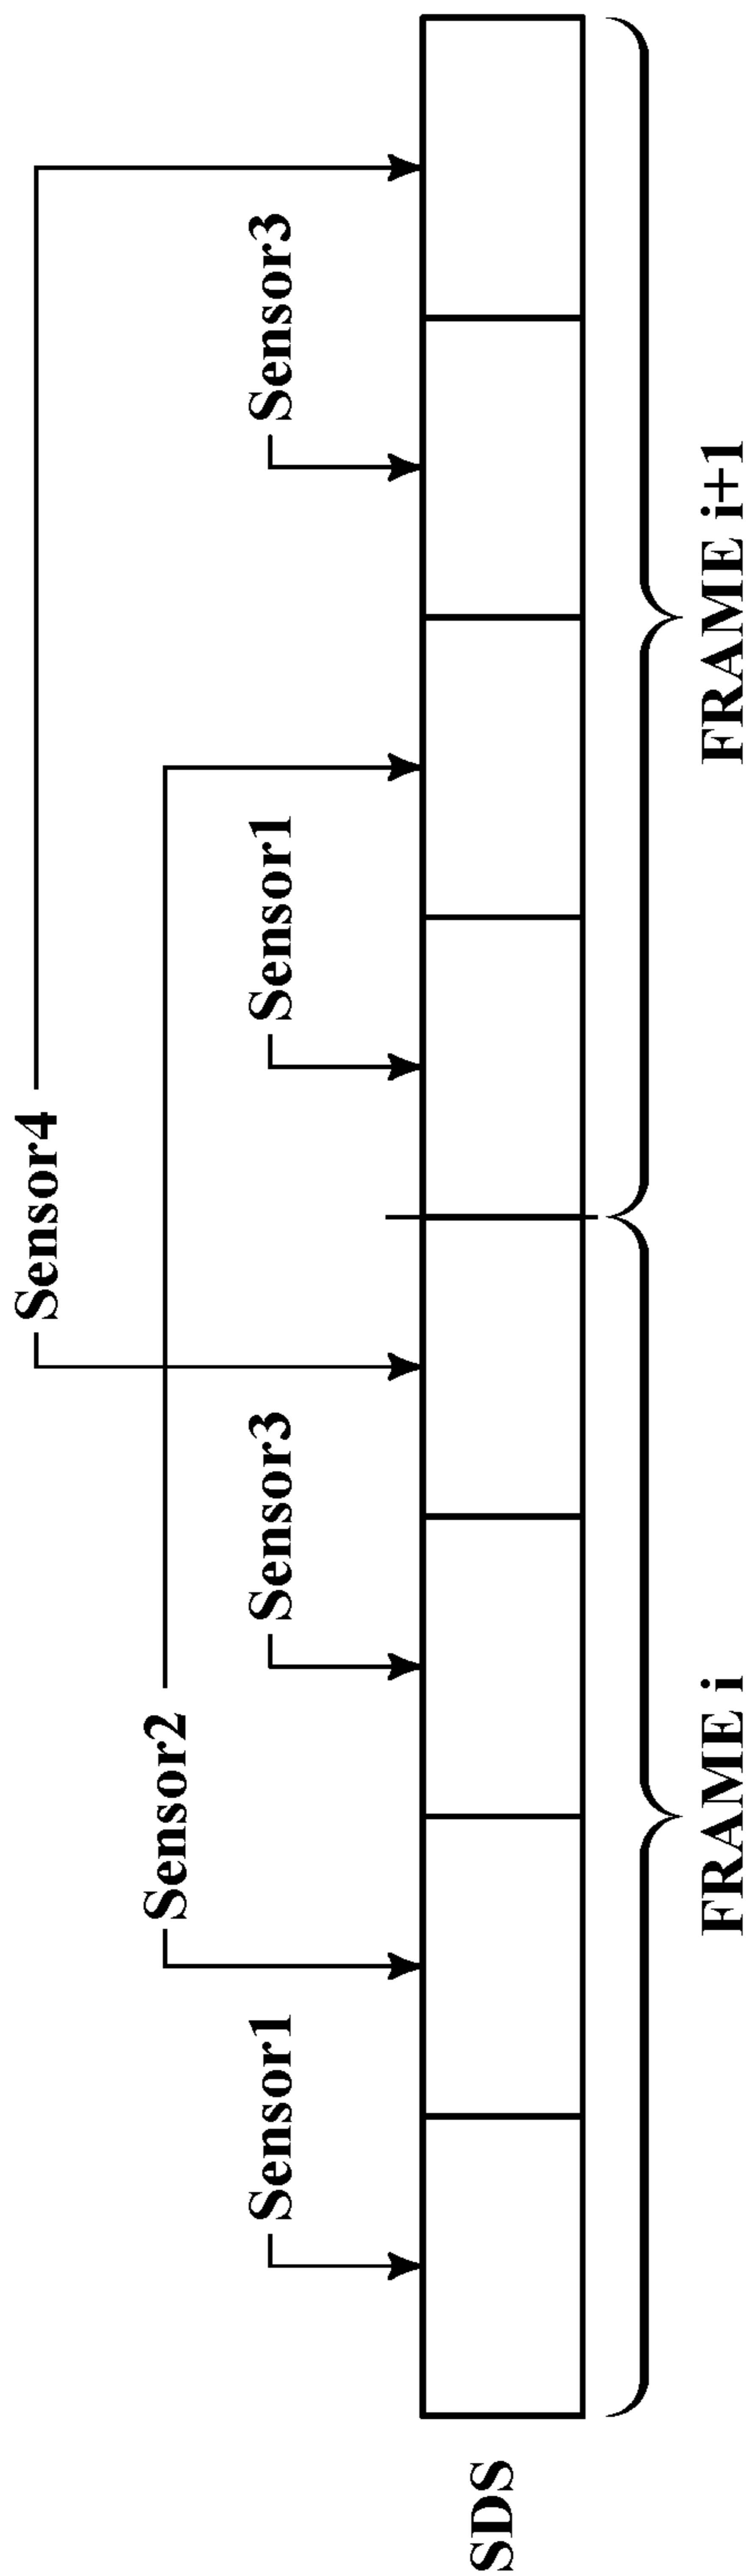 Sensor4
Sensor2
Sensor1
Sensor3
Sensor1
Sensor3
SDS
FRAME i
FRAME i+1